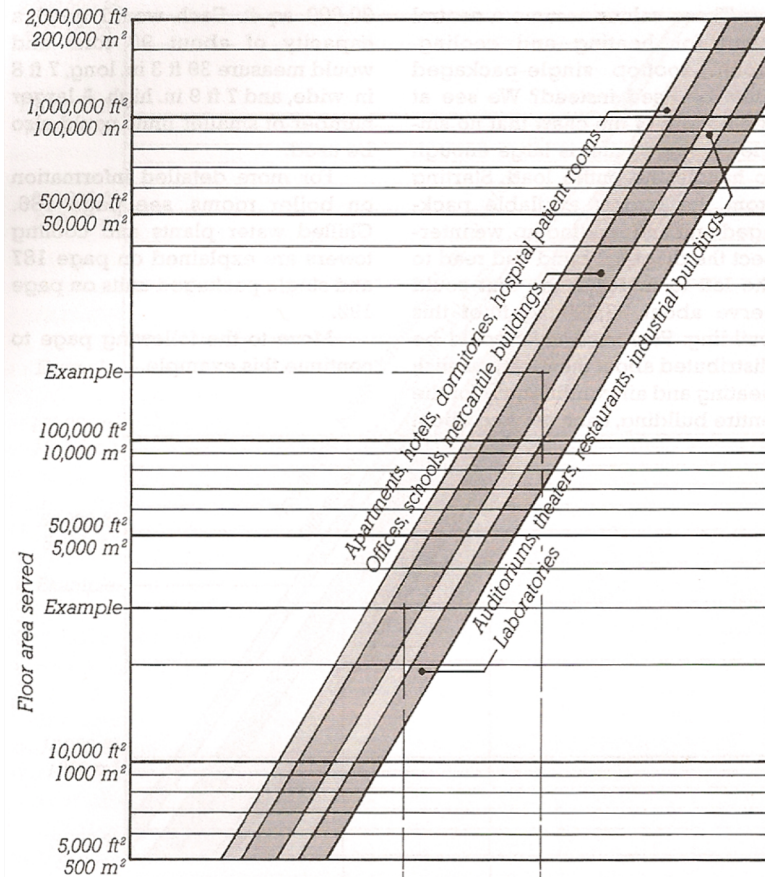 2,000,000 ft²
200,000 m²
1,000,000 ft²
100,000 m²
500,000 ft²
50,000 m²
Example
100,000 ft²
10,000 m²
50,000 ft²
5,000 m²
Example
10,000 ft²
1000 m²
5,000 ft²
500 m²
Floor area served
Apartments, hotels, dormitories, hospital patient rooms
Offices, schools, mercantile buildings
Auditoriums, theaters, restaurants, industrial buildings
Laboratories